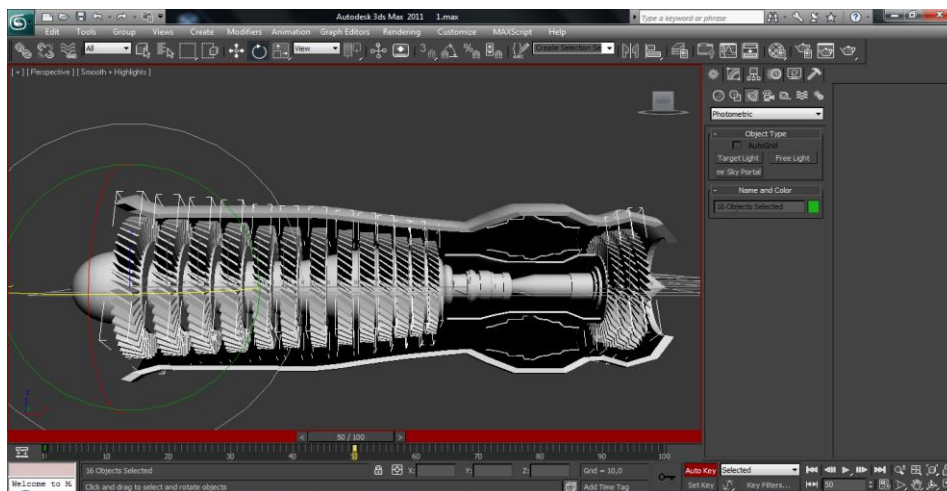 Autodesk 3ds Max 2011 1.max
Type a keyword or phrase
Edit Tools Group Views Create Modifiers Animation Graph Editors Rendering Customize MAXScript Help
All
View
Create Selection Se
[ + ] [ Perspective ] [ Smooth + Highlights ]
FRONT
Photometric
Object Type
AutoGrid
Target Light Free Light
mr Sky Portal
Name and Color
16 Objects Selected
50 / 100
10 20 30 40 50 60 70 80 90 100
16 Objects Selected X: Y: Z: Grid = 10,0 Auto Key Selected
Welcome to M Click and drag to select and rotate objects Add Time Tag Set Key Key Filters... 50